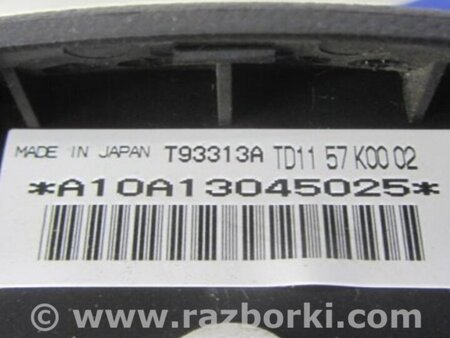 MADE IN JAPAN T93313A TD11 57 K00 02
*A10A13045025*
© www.razborki.com